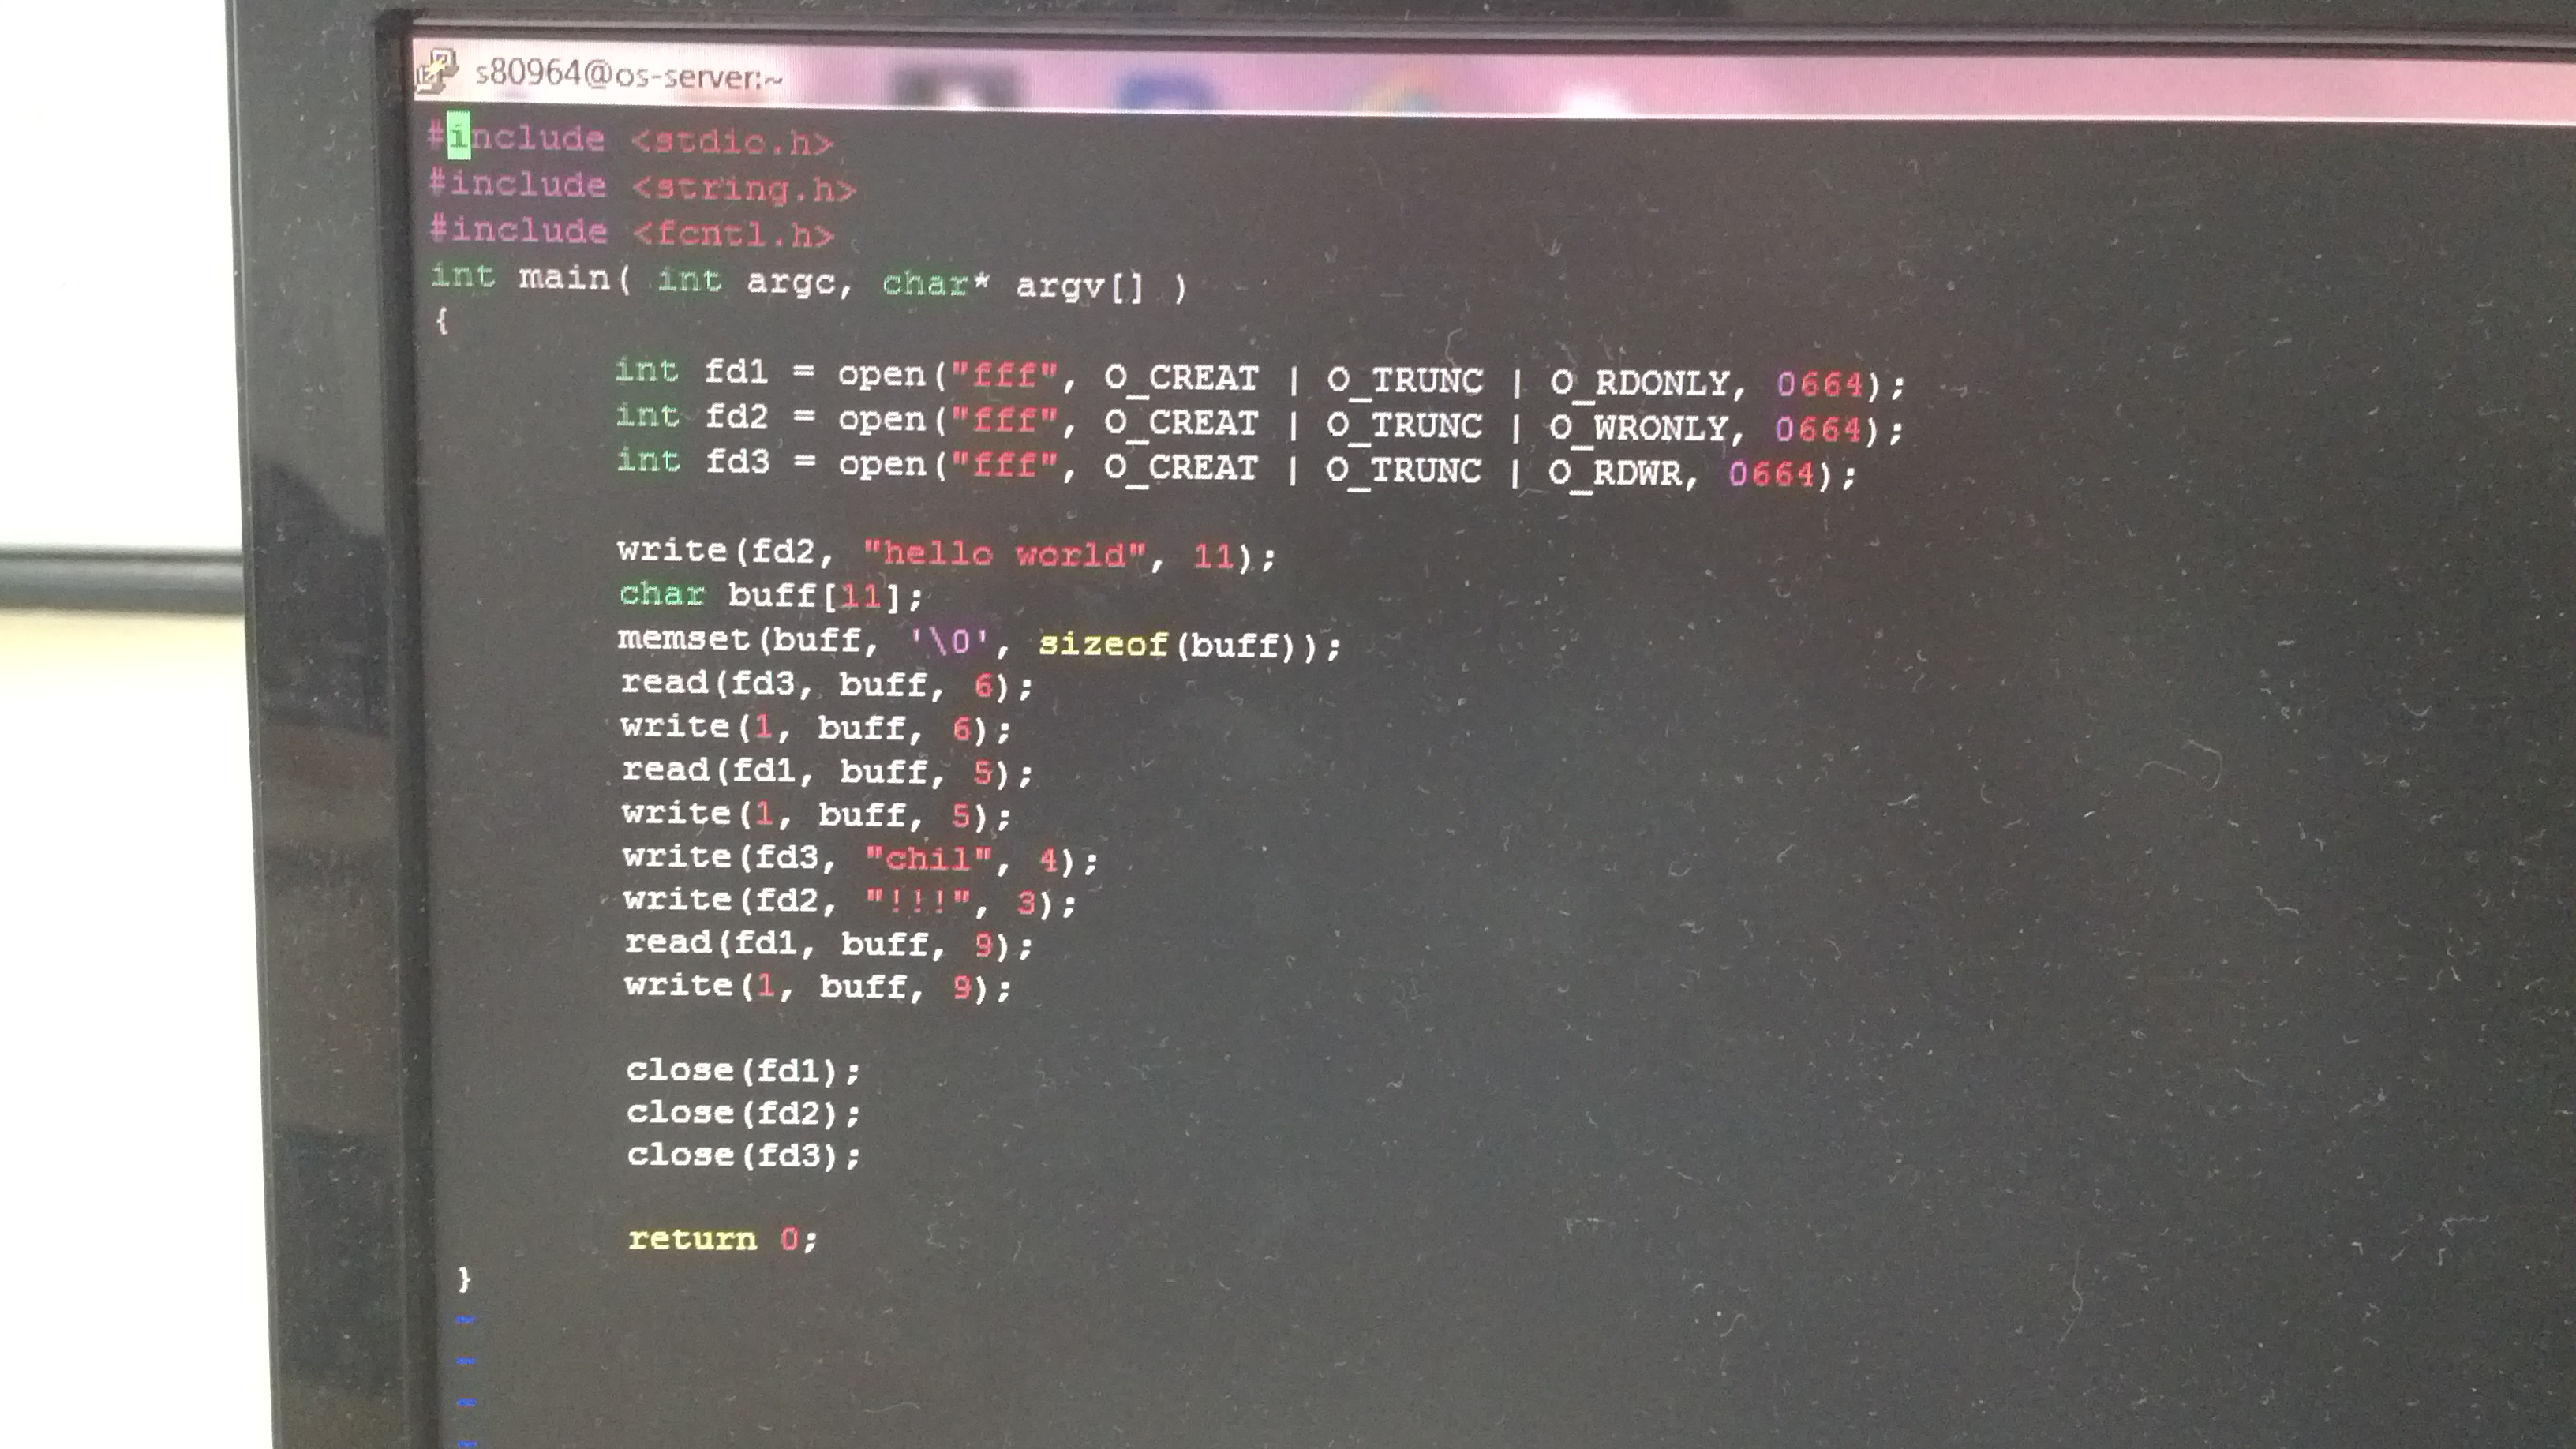 s80964@os-server:~
#include <stdio.h>
#include <string.h>
#include <fcntl.h>
int main( int argc, char* argv[] )
{
int fd1 = open("fff", O_CREAT | O_TRUNC | O_RDONLY, 0664);
int fd2 = open("fff", O_CREAT | O_TRUNC | O_WRONLY, 0664);
int fd3 = open("fff", O_CREAT | O_TRUNC | O_RDWR, 0664);
write(fd2, "hello world", 11);
char buff[11];
memset(buff, '\0', sizeof(buff));
read(fd3, buff, 6);
write(1, buff, 6);
read(fd1, buff, 5);
write(1, buff, 5);
write(fd3, "chil", 4);
write(fd2, "!!!", 3);
read(fd1, buff, 9);
write(1, buff, 9);
close(fd1);
close(fd2);
close(fd3);
return 0;
}
~
~
~
~